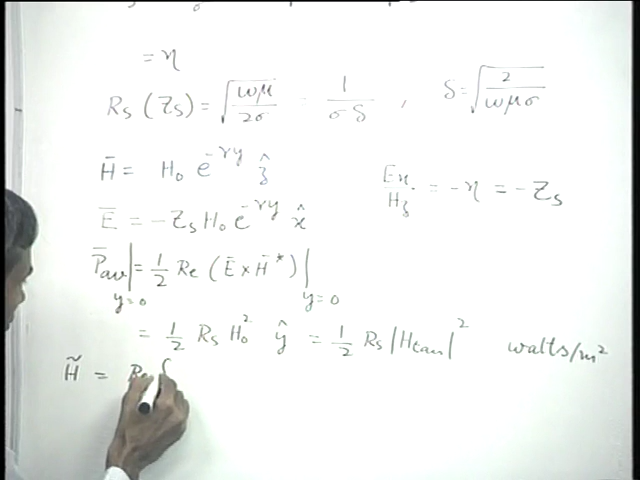 = η
Rs (Zs) = √(ωμ/2σ) = 1/(σδ) , δ = √(2/(ωμσ))
H̄ = H₀ e^(-γy) ẑ
Ex/Hz = -η = -Zs
Ē = -Zs H₀ e^(-γy) x̂
P̄av|y=0 = 1/2 Re (Ē × H̄*)|y=0
= 1/2 Rs H₀² ŷ = 1/2 Rs |Htan|² watts/m²
H̃ = Re {